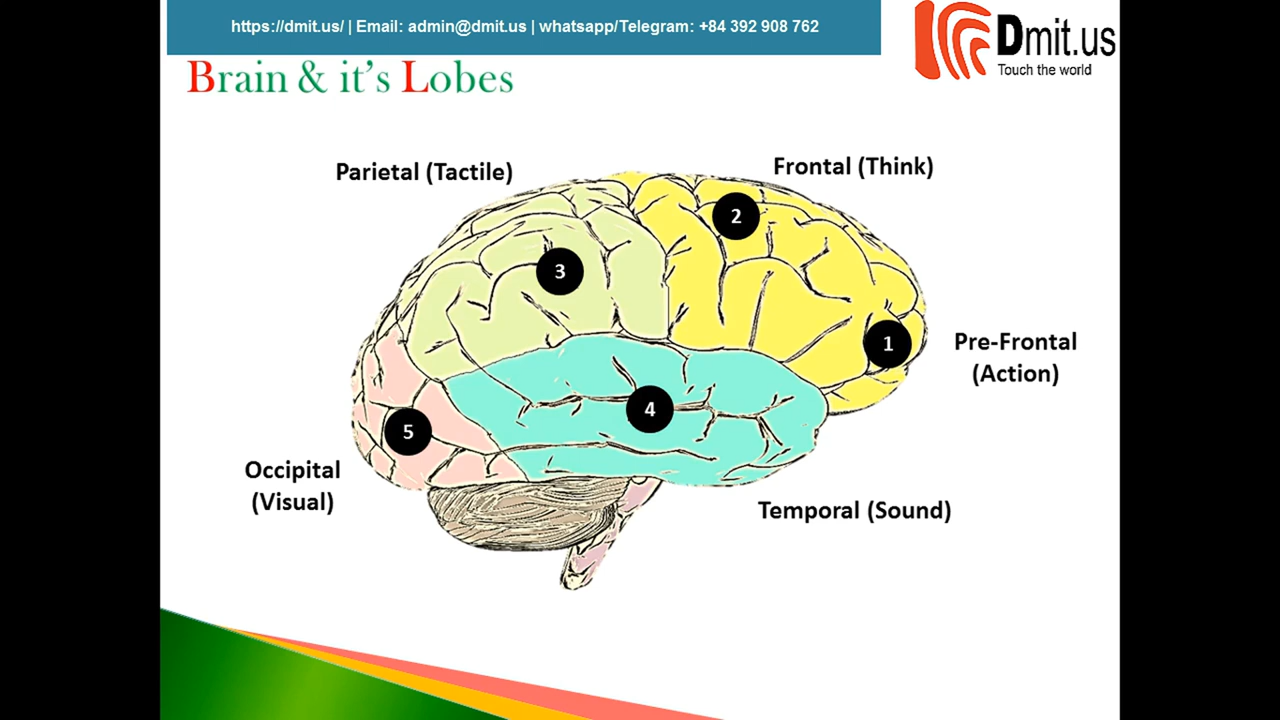 https://dmit.us/ | Email: admin@dmit.us | whatsapp/Telegram: +84 392 908 762
Dmit.us
Touch the world
Brain & it's Lobes
Parietal (Tactile)
Frontal (Think)
2
3
1
Pre-Frontal
(Action)
4
5
Occipital
(Visual)
Temporal (Sound)